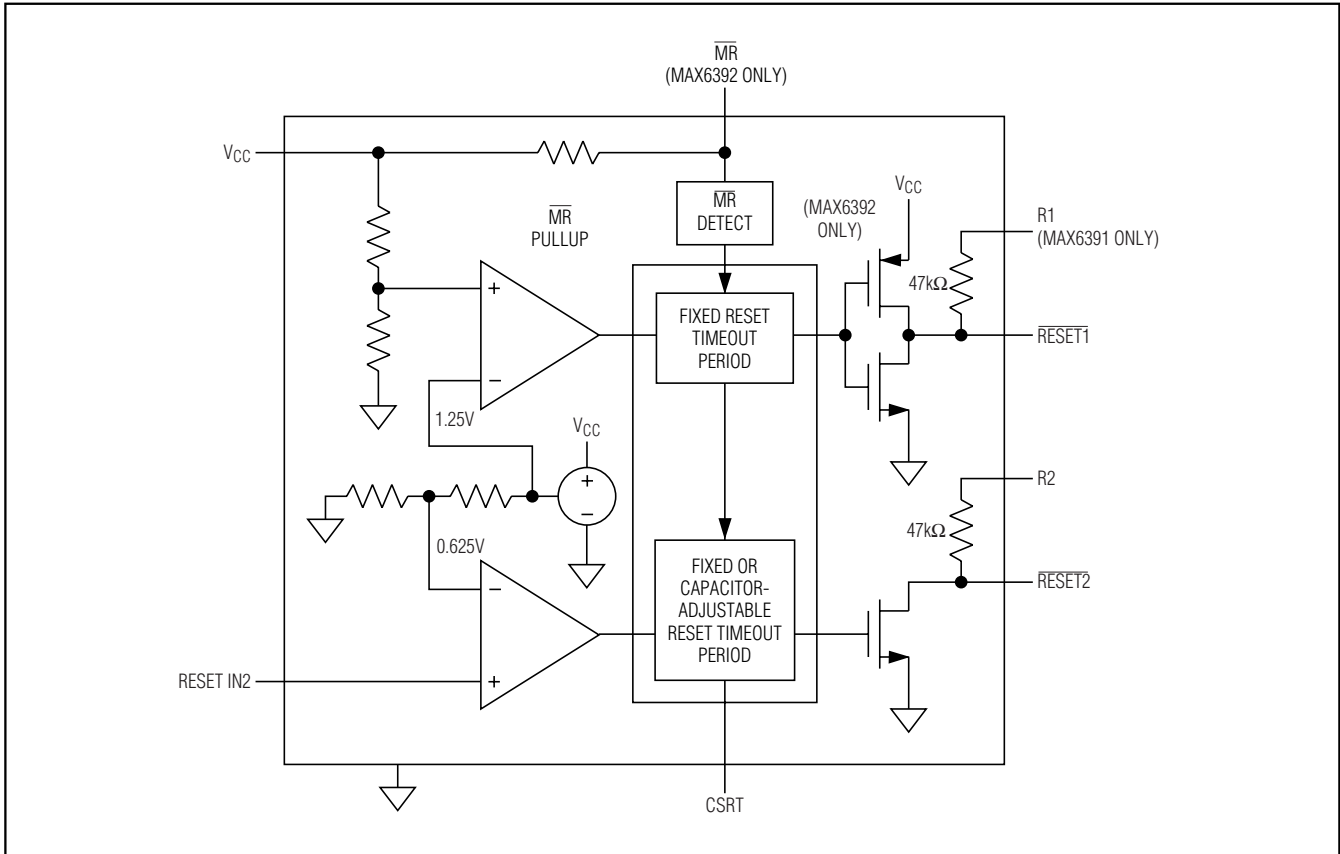 MR
(MAX6392 ONLY)
VCC
MR
DETECT
(MAX6392
ONLY)
VCC
R1
(MAX6391 ONLY)
MR
PULLUP
47kΩ
+
−
FIXED RESET
TIMEOUT
PERIOD
RESET1
1.25V
VCC
+
−
R2
47kΩ
0.625V
−
+
FIXED OR
CAPACITOR-
ADJUSTABLE
RESET TIMEOUT
PERIOD
RESET2
RESET IN2
CSRT